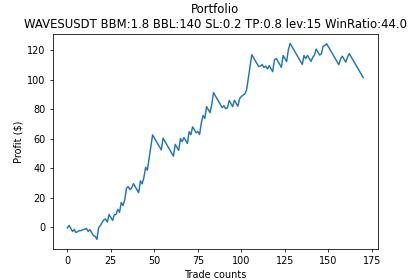 Portfolio
WAVESUSDT BBM:1.8 BBL:140 SL:0.2 TP:0.8 lev:15 WinRatio:44.0
Profit ($)
120
100
80
60
40
20
0
0 25 50 75 100 125 150 175
Trade counts